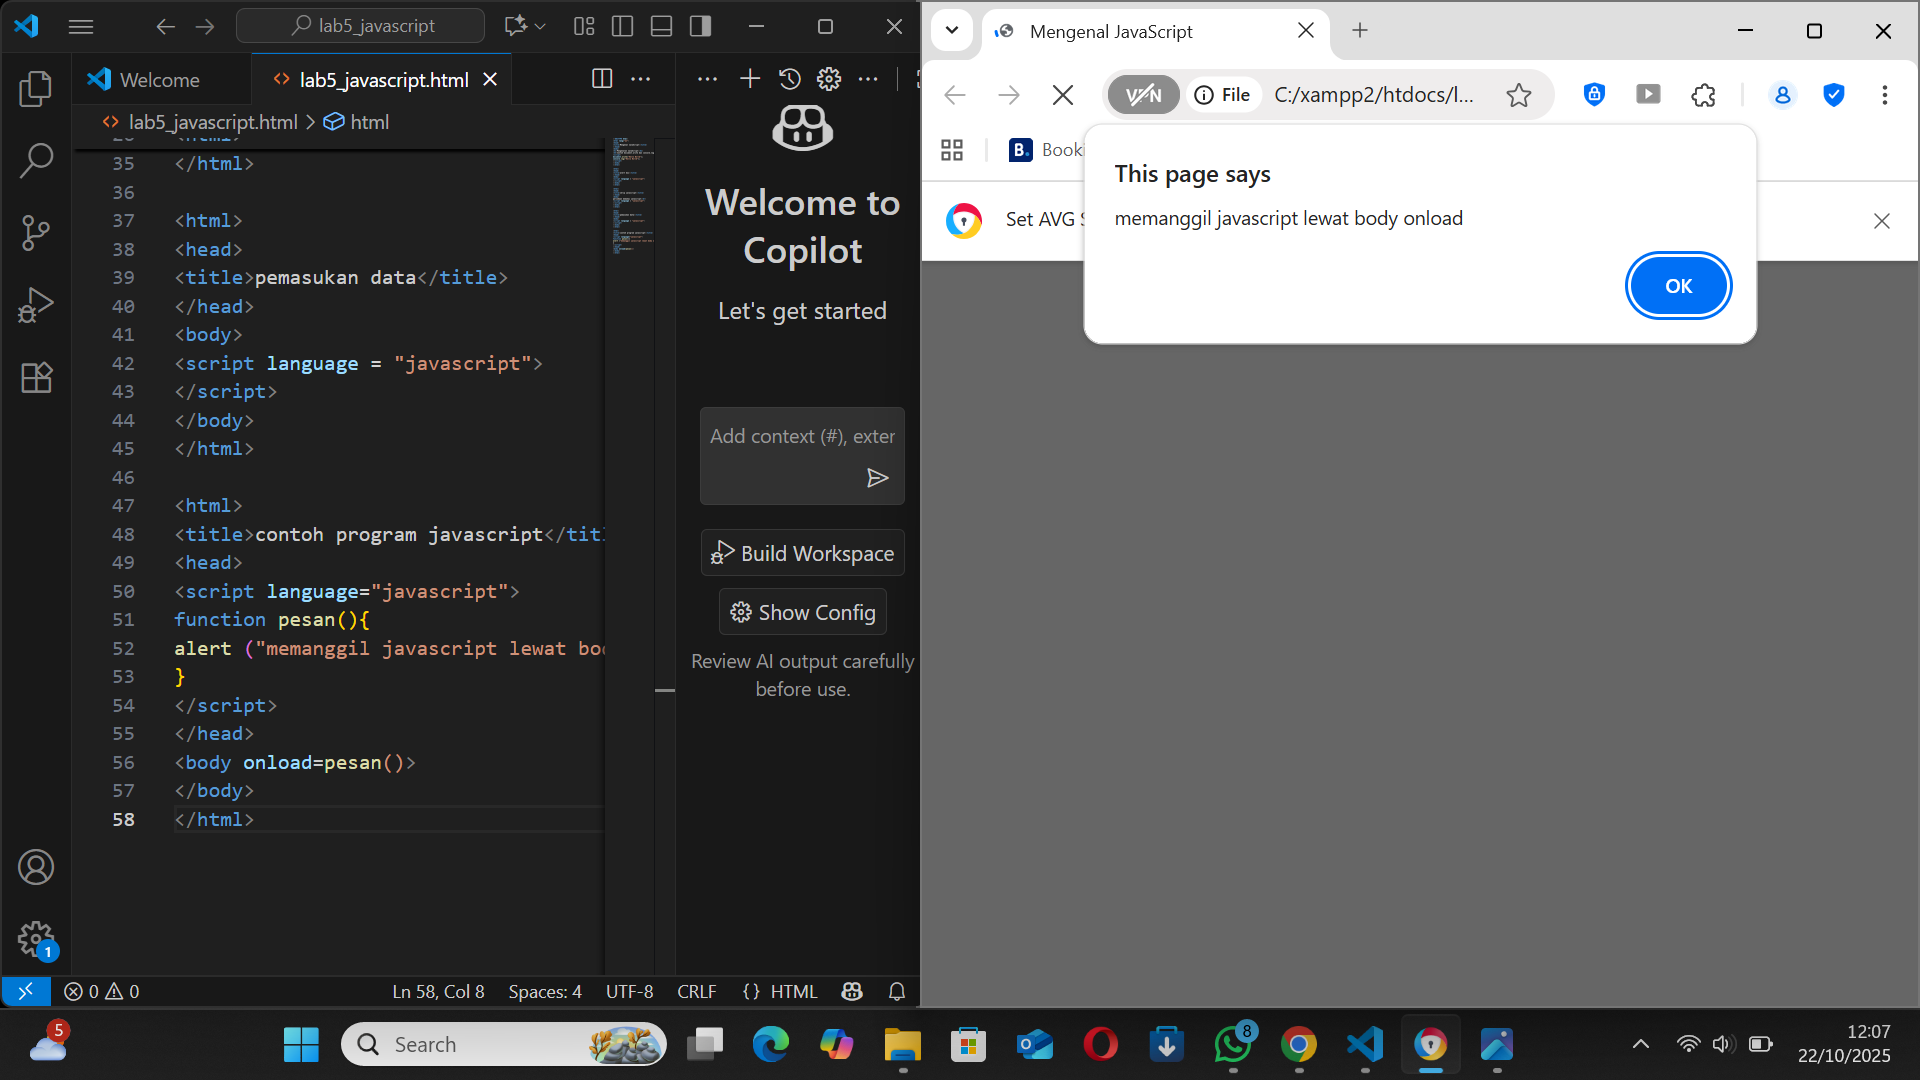 lab5_javascript
Welcome
lab5_javascript.html
lab5_javascript.html > html
35 </html>
36
37 <html>
38 <head>
39 <title>pemasukan data</title>
40 </head>
41 <body>
42 <script language = "javascript">
43 </script>
44 </body>
45 </html>
46
47 <html>
48 <title>contoh program javascript</titl
49 <head>
50 <script language="javascript">
51 function pesan(){
52 alert ("memanggil javascript lewat bo
53 }
54 </script>
55 </head>
56 <body onload=pesan()>
57 </body>
58 </html>
Welcome to
Copilot
Let's get started
Add context (#), exter
Build Workspace
Show Config
Review AI output carefully
before use.
1
0 0
Ln 58, Col 8 Spaces: 4 UTF-8 CRLF {} HTML
Mengenal JavaScript
VPN File C:/xampp2/htdocs/l...
B. Booki
Set AVG S
This page says
memanggil javascript lewat body onload
OK
5
Search
8
12:07
22/10/2025